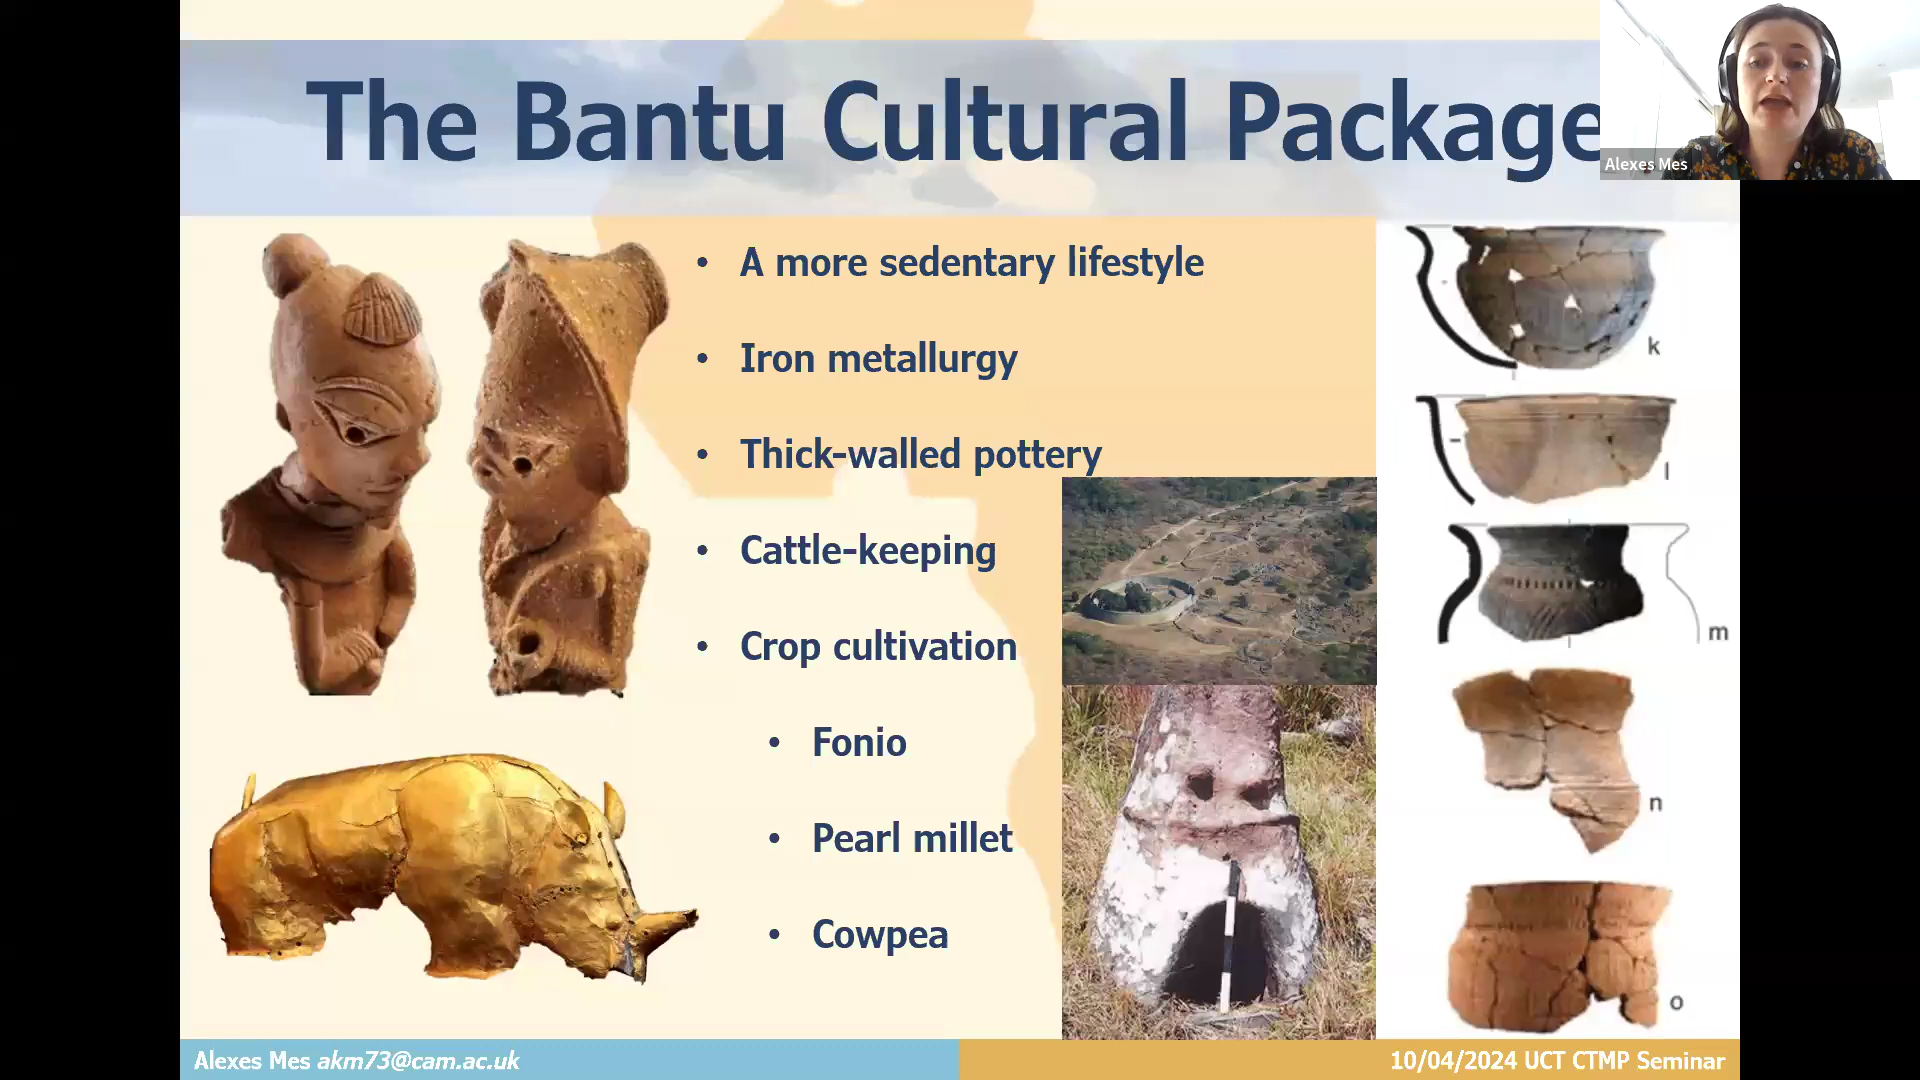 The Bantu Cultural Package
Alexes Mes
• A more sedentary lifestyle
• Iron metallurgy
• Thick-walled pottery
• Cattle-keeping
• Crop cultivation
• Fonio
• Pearl millet
• Cowpea
k
l
m
n
o
Alexes Mes akm73@cam.ac.uk
10/04/2024 UCT CTMP Seminar